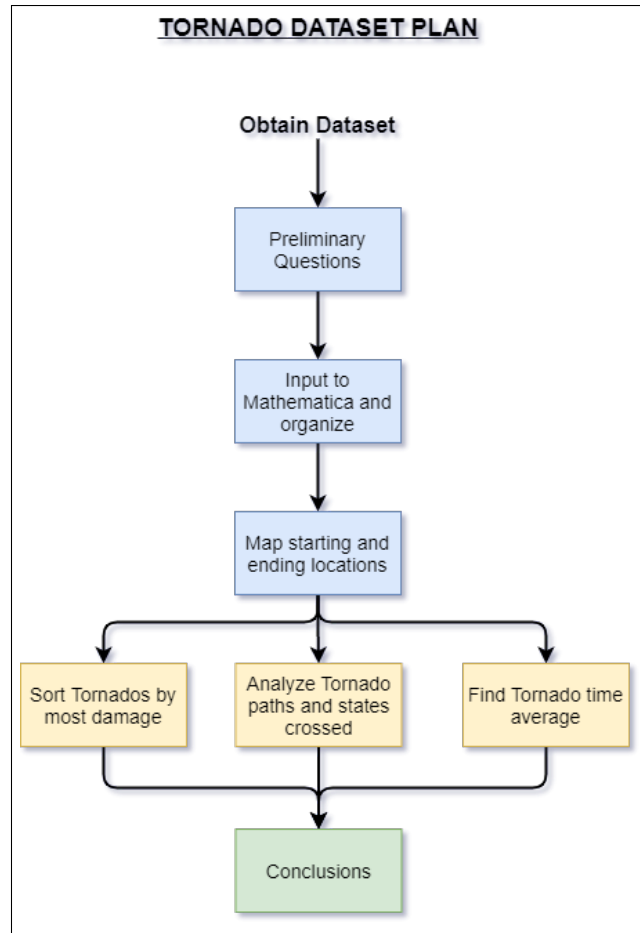 TORNADO DATASET PLAN
Obtain Dataset
Preliminary
Questions
Input to
Mathematica and
organize
Map starting and
ending locations
Sort Tornados by
most damage
Analyze Tornado
paths and states
crossed
Find Tornado time
average
Conclusions